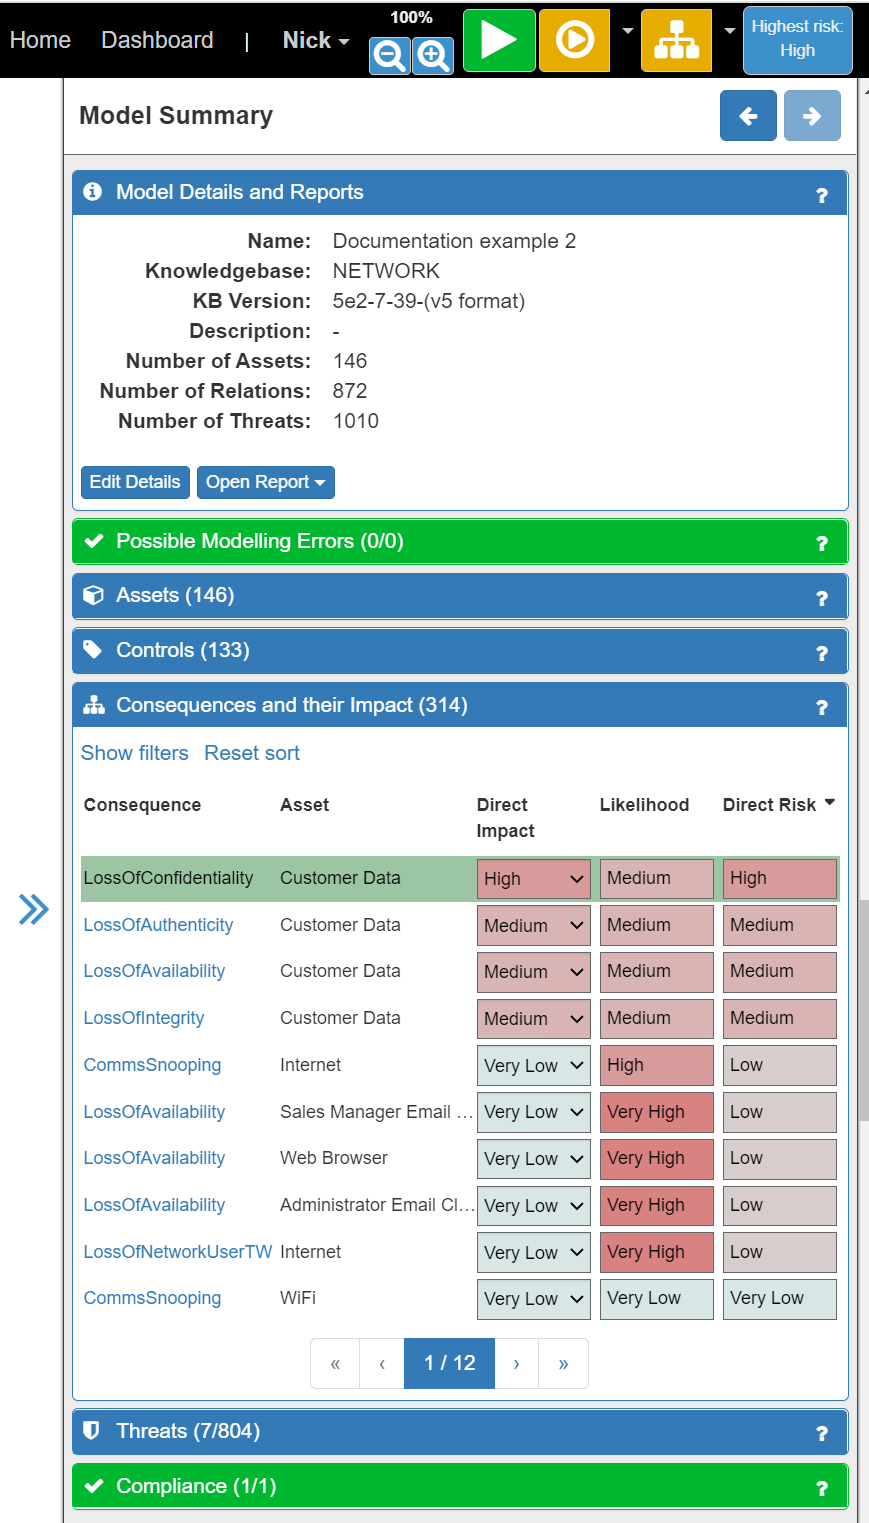 Home Dashboard | Nick 100% Highest risk:
High
Model Summary
Model Details and Reports ?
Name: Documentation example 2
Knowledgebase: NETWORK
KB Version: 5e2-7-39-(v5 format)
Description: -
Number of Assets: 146
Number of Relations: 872
Number of Threats: 1010
Edit Details Open Report
Possible Modelling Errors (0/0) ?
Assets (146) ?
Controls (133) ?
Consequences and their Impact (314) ?
Show filters Reset sort
Consequence Asset Direct Likelihood Direct Risk
Impact
LossOfConfidentiality Customer Data High Medium High
LossOfAuthenticity Customer Data Medium Medium Medium
LossOfAvailability Customer Data Medium Medium Medium
LossOfIntegrity Customer Data Medium Medium Medium
CommsSnooping Internet Very Low High Low
LossOfAvailability Sales Manager Email ... Very Low Very High Low
LossOfAvailability Web Browser Very Low Very High Low
LossOfAvailability Administrator Email Cl... Very Low Very High Low
LossOfNetworkUserTW Internet Very Low Very High Low
CommsSnooping WiFi Very Low Very Low Very Low
« ‹ 1 / 12 › »
Threats (7/804) ?
Compliance (1/1) ?